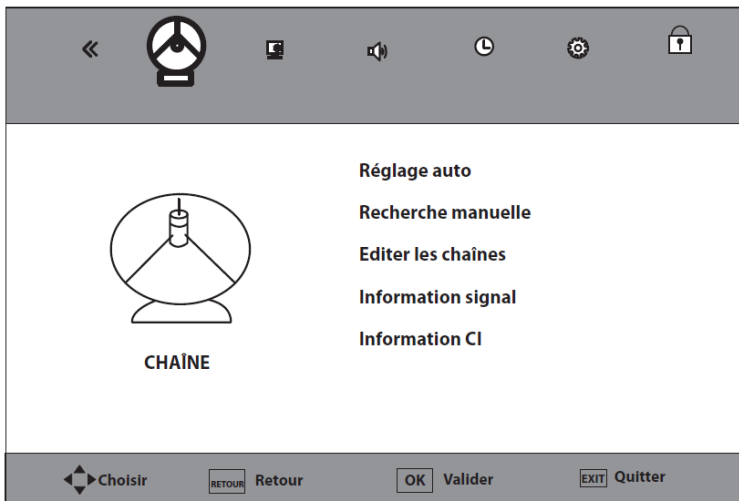 Réglage auto
Recherche manuelle
Editer les chaînes
Information signal
Information CI
CHAÎNE
Choisir RETOUR Retour OK Valider EXIT Quitter